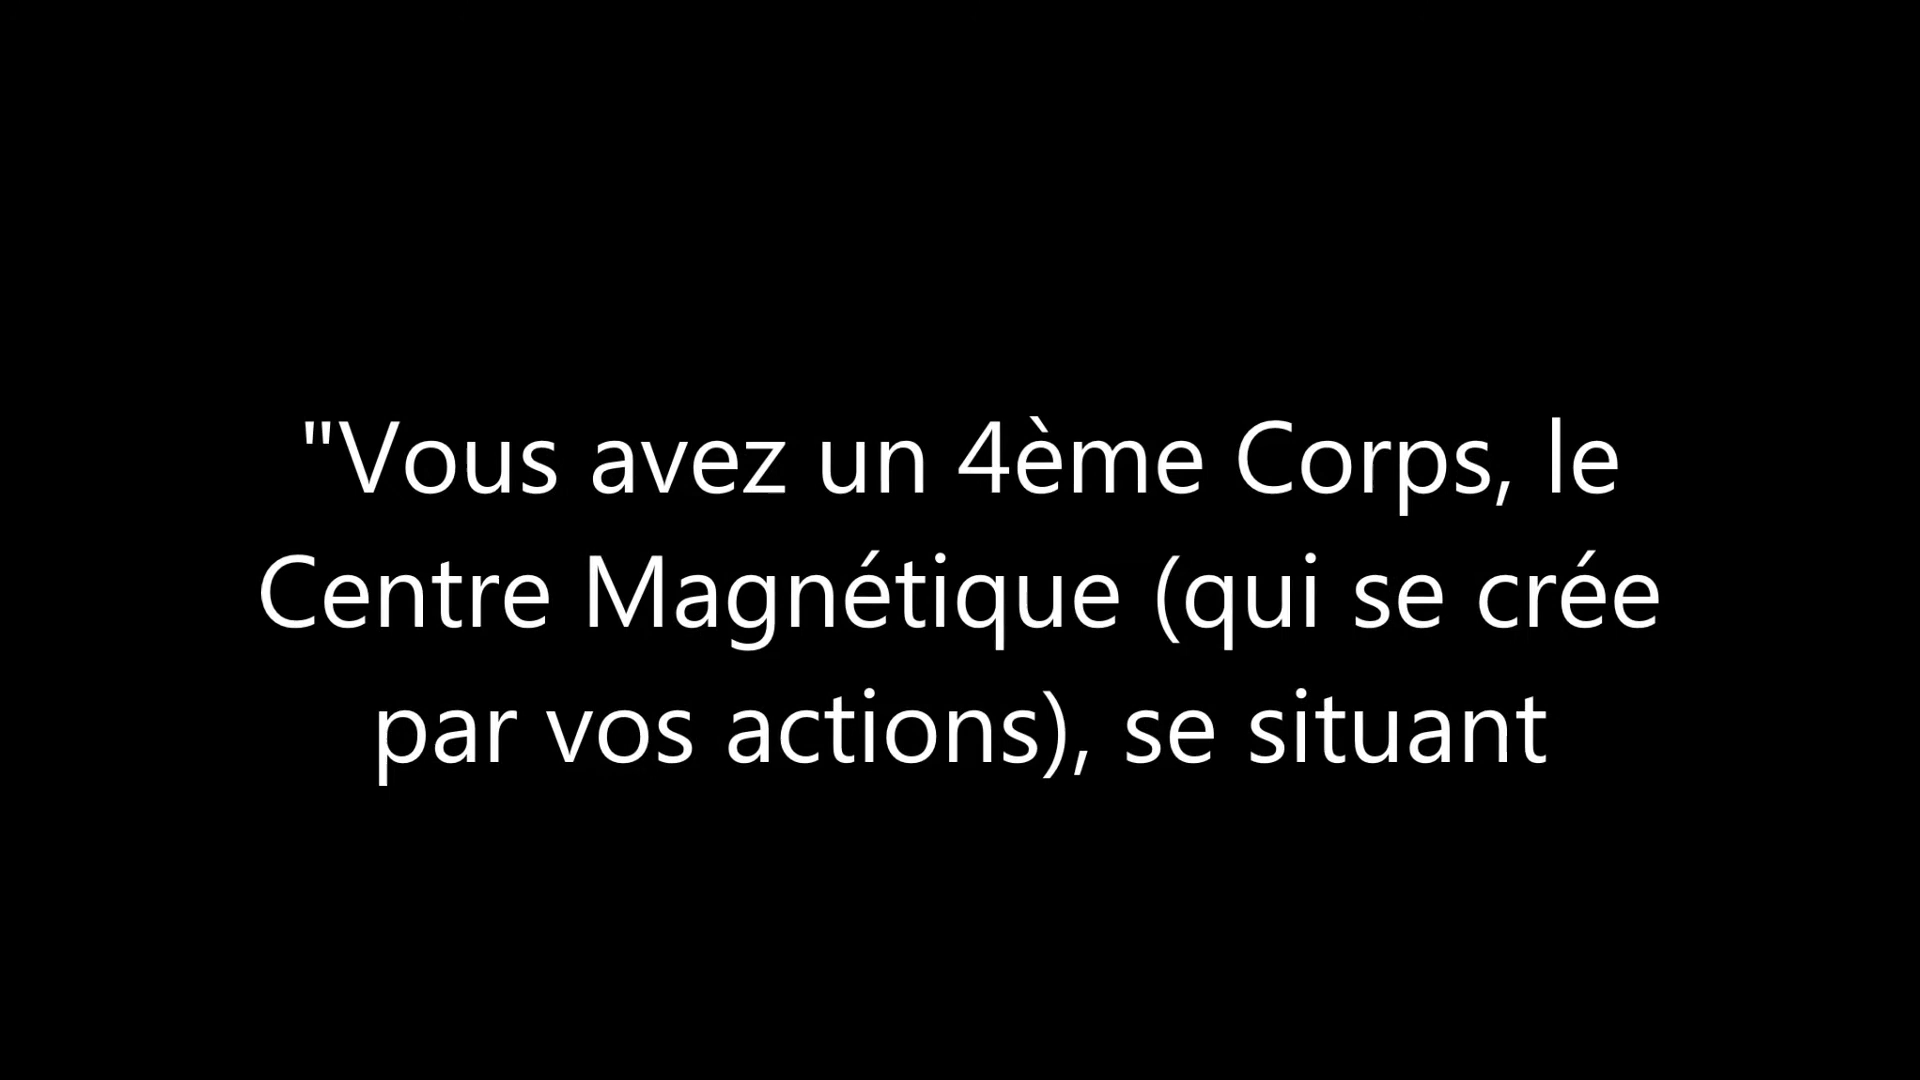 "Vous avez un 4ème Corps, le
Centre Magnétique (qui se crée
par vos actions), se situant